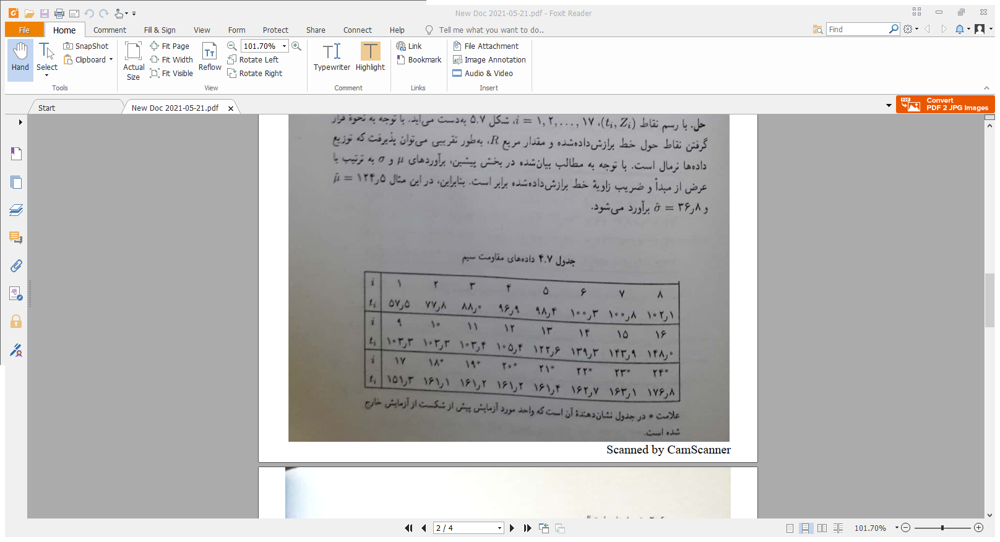 New Doc 2021-05-21.pdf - Foxit Reader
File Home Comment Fill & Sign View Form Protect Share Connect Help Tell me what you want to do.. Find
Hand
Select
SnapShot
Clipboard
Tools
Actual Size
Fit Page
Fit Width
Fit Visible
Reflow
101.70%
Rotate Left
Rotate Right
View
Typewriter
Highlight
Comment
Link
Bookmark
Links
File Attachment
Image Annotation
Audio & Video
Insert
Start
New Doc 2021-05-21.pdf
PDF
Convert
PDF 2 JPG Images
حل. با رسم نقاط (tᵢ, Zᵢ)، i = ۱, ۲, ..., ۱۷، شکل ۵.۷ به‌دست می‌آید. با توجه به نحوهٔ قرار
گرفتن نقاط حول خط برازش‌داده‌شده و مقدار مربع R، به‌طور تقریبی می‌توان پذیرفت که توزیع
داده‌ها نرمال است. با توجه به مطالب بیان‌شده در بخش پیشین، برآوردهای μ و σ به ترتیب با
عرض از مبدأ و ضریب زاویهٔ خط برازش‌داده‌شده برابر است. بنابراین، در این مثال μ̂ = ۱۲۴٫۵
و σ̂ = ۳۶٫۸ برآورد می‌شود.
جدول ۴.۷ داده‌های مقاومت سیم
i ۱ ۲ ۳ ۴ ۵ ۶ ۷ ۸
tᵢ ۵۷٫۵ ۷۷٫۸ ۸۸٫۰ ۹۶٫۹ ۹۸٫۴ ۱۰۰٫۳ ۱۰۰٫۸ ۱۰۲٫۱
i ۹ ۱۰ ۱۱ ۱۲ ۱۳ ۱۴ ۱۵ ۱۶
tᵢ ۱۰۳٫۳ ۱۰۳٫۳ ۱۰۳٫۴ ۱۰۵٫۴ ۱۲۲٫۶ ۱۳۹٫۳ ۱۴۳٫۹ ۱۴۸٫۰
i ۱۷ ۱۸* ۱۹* ۲۰* ۲۱* ۲۲* ۲۳* ۲۴*
tᵢ ۱۵۱٫۳ ۱۶۱٫۱ ۱۶۱٫۲ ۱۶۱٫۲ ۱۶۱٫۴ ۱۶۲٫۷ ۱۶۳٫۱ ۱۷۶٫۸
علامت * در جدول نشان‌دهندهٔ آن است که واحد مورد آزمایش پیش از شکست از آزمایش خارج
شده است.
Scanned by CamScanner
2 / 4
101.70%